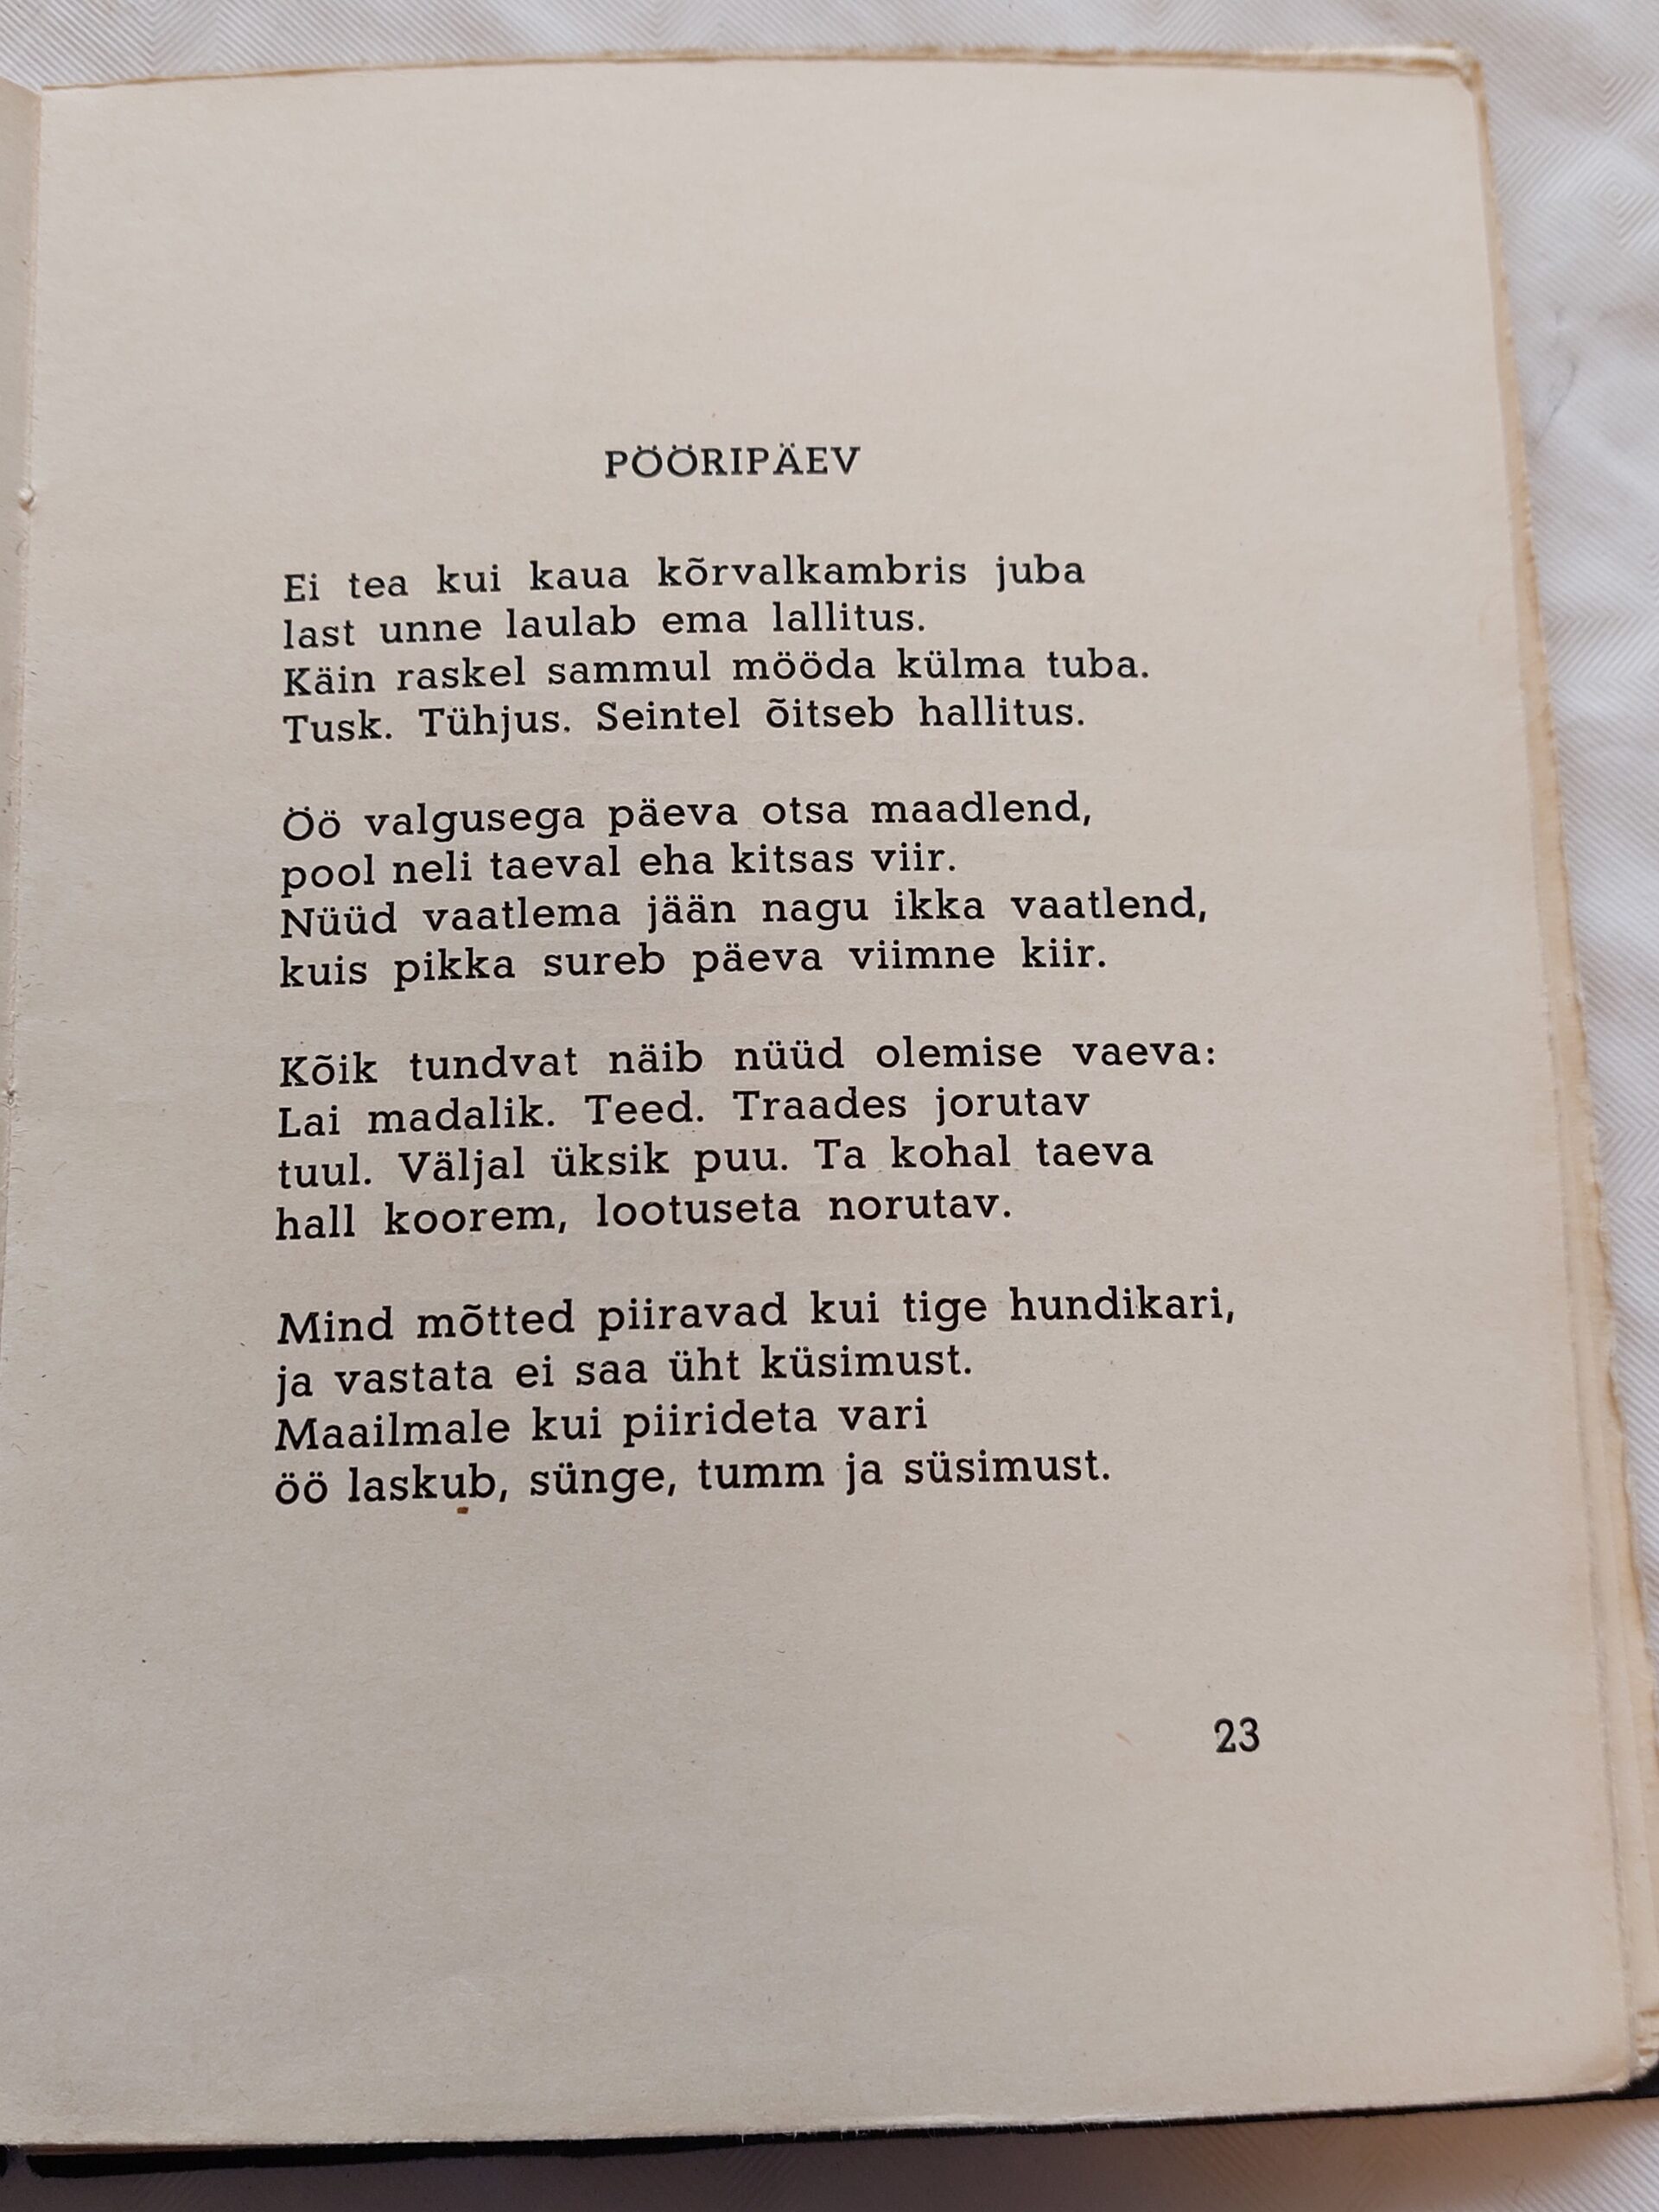 PÖÖRIPÄEV
Ei tea kui kaua kõrvalkambris juba
last unne laulab ema lallitus.
Käin raskel sammul mööda külma tuba.
Tusk. Tühjus. Seintel õitseb hallitus.
Öö valgusega päeva otsa maadlend,
pool neli taeval eha kitsas viir.
Nüüd vaatlema jään nagu ikka vaatlend,
kuis pikka sureb päeva viimne kiir.
Kõik tundvat näib nüüd olemise vaeva:
Lai madalik. Teed. Traades jorutav
tuul. Väljal üksik puu. Ta kohal taeva
hall koorem, lootuseta norutav.
Mind mõtted piiravad kui tige hundikari,
ja vastata ei saa üht küsimust.
Maailmale kui piirideta vari
öö laskub, sünge, tumm ja süsimust.
23